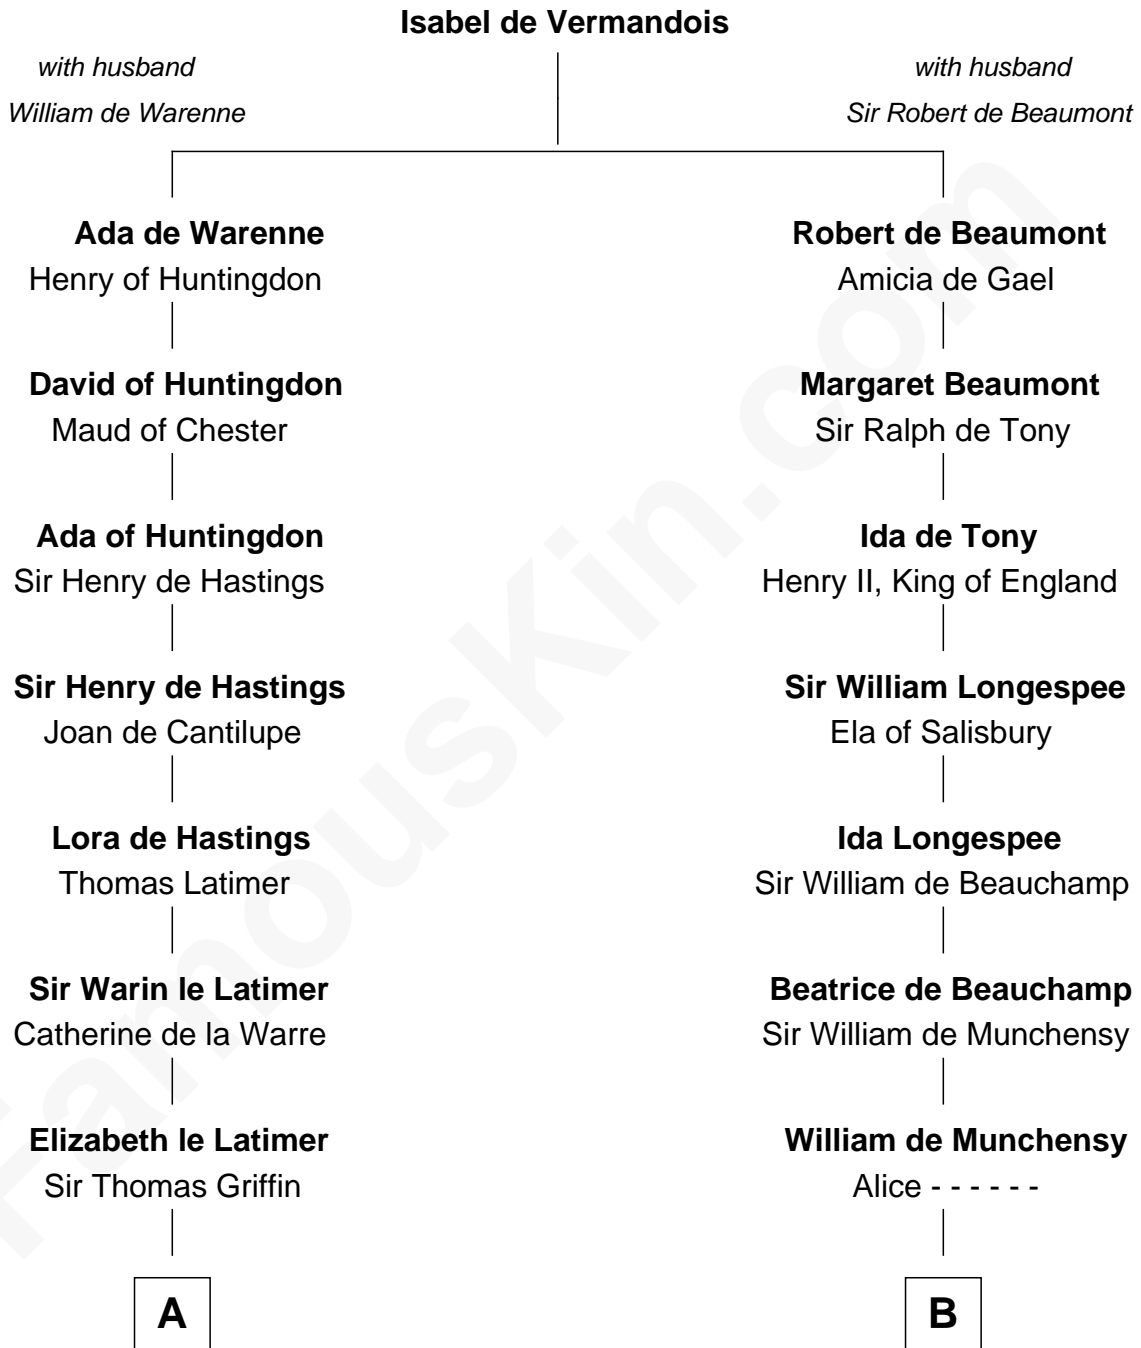 Isabel de Vermandois
with husband
William de Warenne
with husband
Sir Robert de Beaumont
Ada de Warenne
Henry of Huntingdon
Robert de Beaumont
Amicia de Gael
David of Huntingdon
Maud of Chester
Margaret Beaumont
Sir Ralph de Tony
Ada of Huntingdon
Sir Henry de Hastings
Ida de Tony
Henry II, King of England
Sir Henry de Hastings
Joan de Cantilupe
Sir William Longespee
Ela of Salisbury
Lora de Hastings
Thomas Latimer
Ida Longespee
Sir William de Beauchamp
Sir Warin le Latimer
Catherine de la Warre
Beatrice de Beauchamp
Sir William de Munchensy
Elizabeth le Latimer
Sir Thomas Griffin
William de Munchensy
Alice - - - - - -
A
B
FamousKin.com